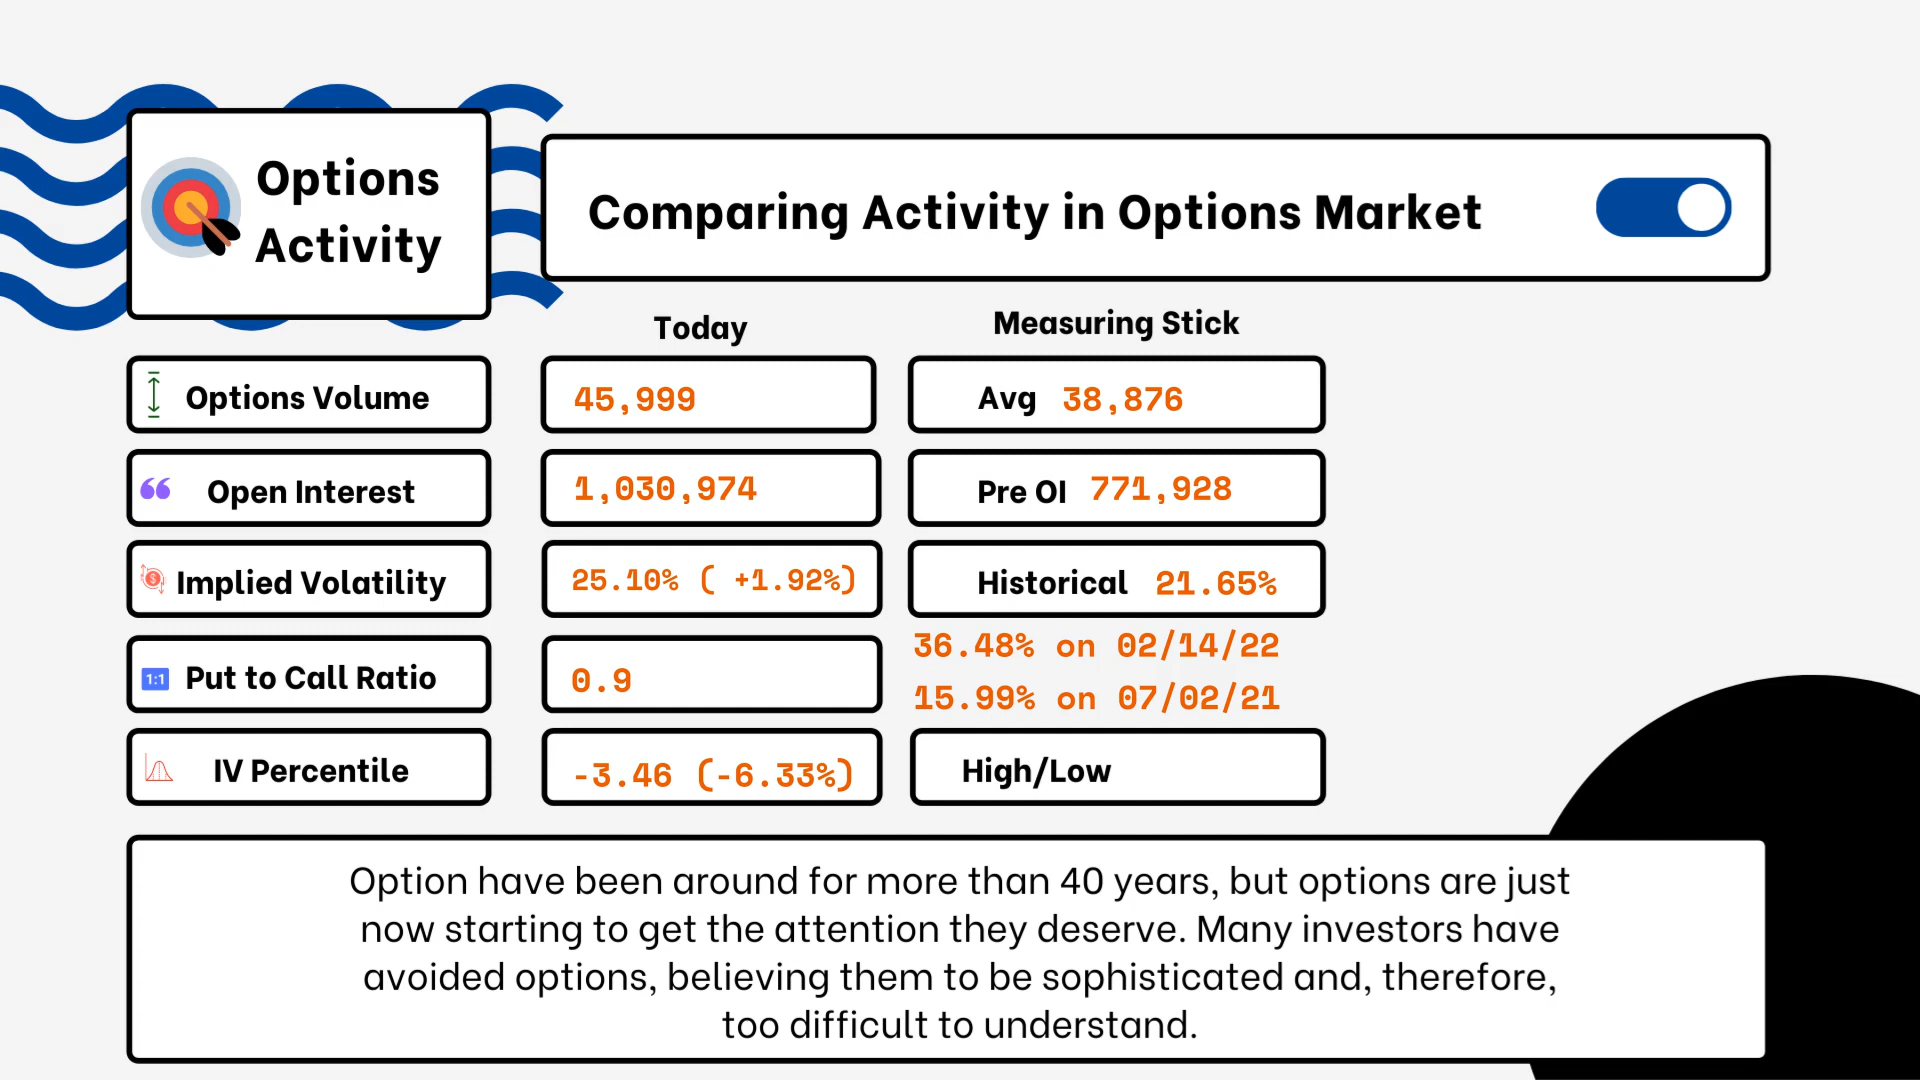 Options
Activity
Comparing Activity in Options Market
Today
Measuring Stick
Options Volume
45,999
Avg 38,876
Open Interest
1,030,974
Pre OI 771,928
Implied Volatility
25.10% ( +1.92%)
Historical 21.65%
1:1 Put to Call Ratio
0.9
36.48% on 02/14/22
15.99% on 07/02/21
IV Percentile
-3.46 (-6.33%)
High/Low
Option have been around for more than 40 years, but options are just
now starting to get the attention they deserve. Many investors have
avoided options, believing them to be sophisticated and, therefore,
too difficult to understand.